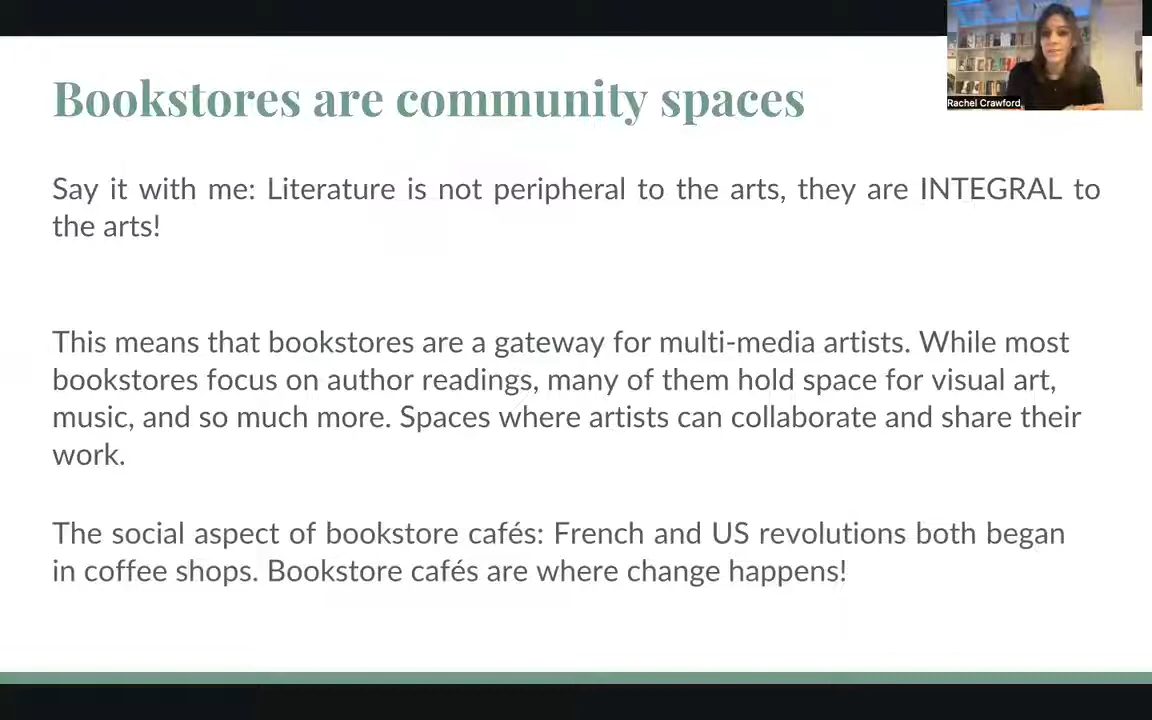 Bookstores are community spaces
Rachel Crawford
Say it with me: Literature is not peripheral to the arts, they are INTEGRAL to
the arts!
This means that bookstores are a gateway for multi-media artists. While most
bookstores focus on author readings, many of them hold space for visual art,
music, and so much more. Spaces where artists can collaborate and share their
work.
The social aspect of bookstore cafés: French and US revolutions both began
in coffee shops. Bookstore cafés are where change happens!